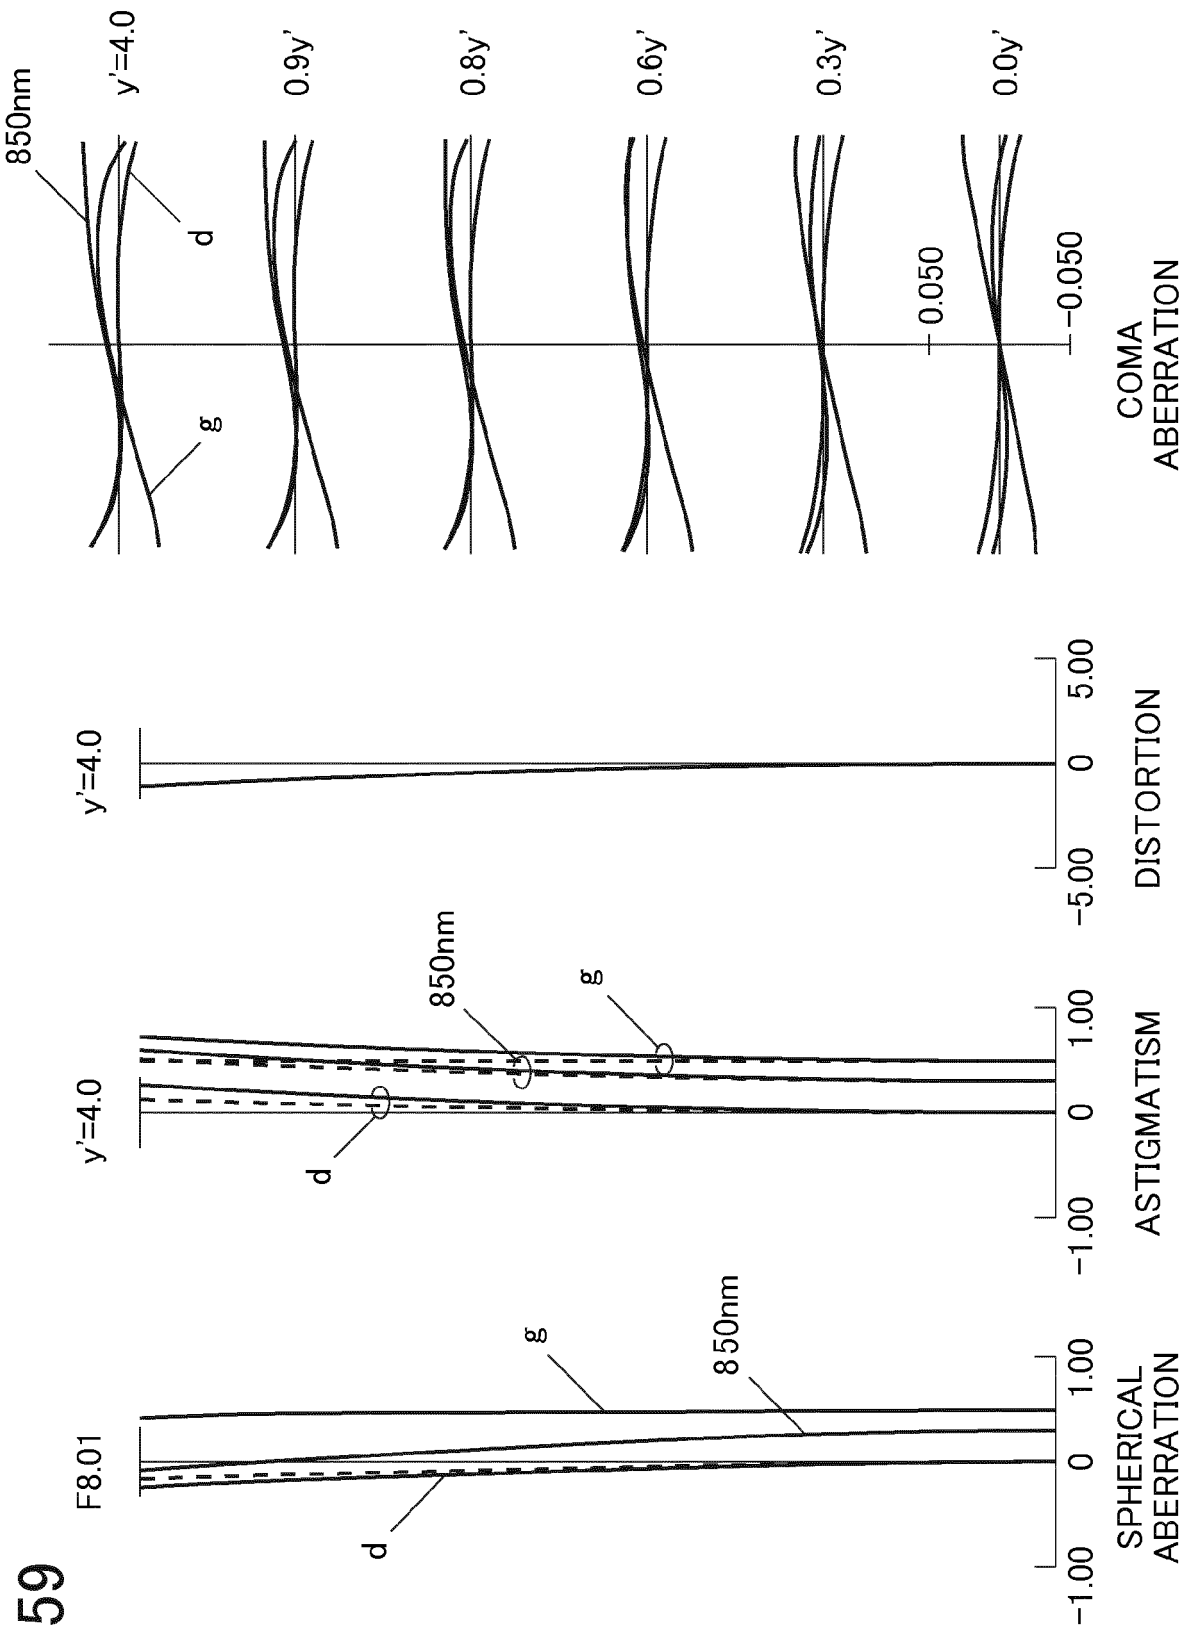 59
F8.01
g
850nm
d
-1.00
0
1.00
SPHERICAL
ABERRATION
y'=4.0
850nm
g
d
-1.00
0
1.00
ASTIGMATISM
y'=4.0
-5.00
0
5.00
DISTORTION
850nm
y'=4.0
d
g
0.9y'
0.8y'
0.6y'
0.3y'
0.050
0.0y'
-0.050
COMA
ABERRATION